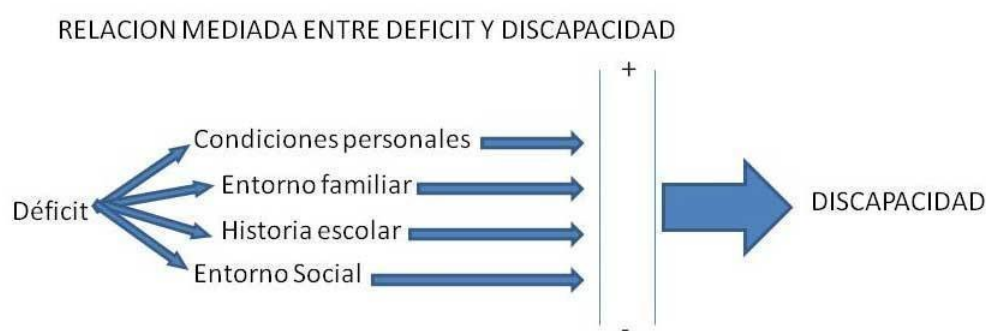 RELACION MEDIADA ENTRE DEFICIT Y DISCAPACIDAD
+
Condiciones personales
Entorno familiar
Déficit
DISCAPACIDAD
Historia escolar
Entorno Social
-